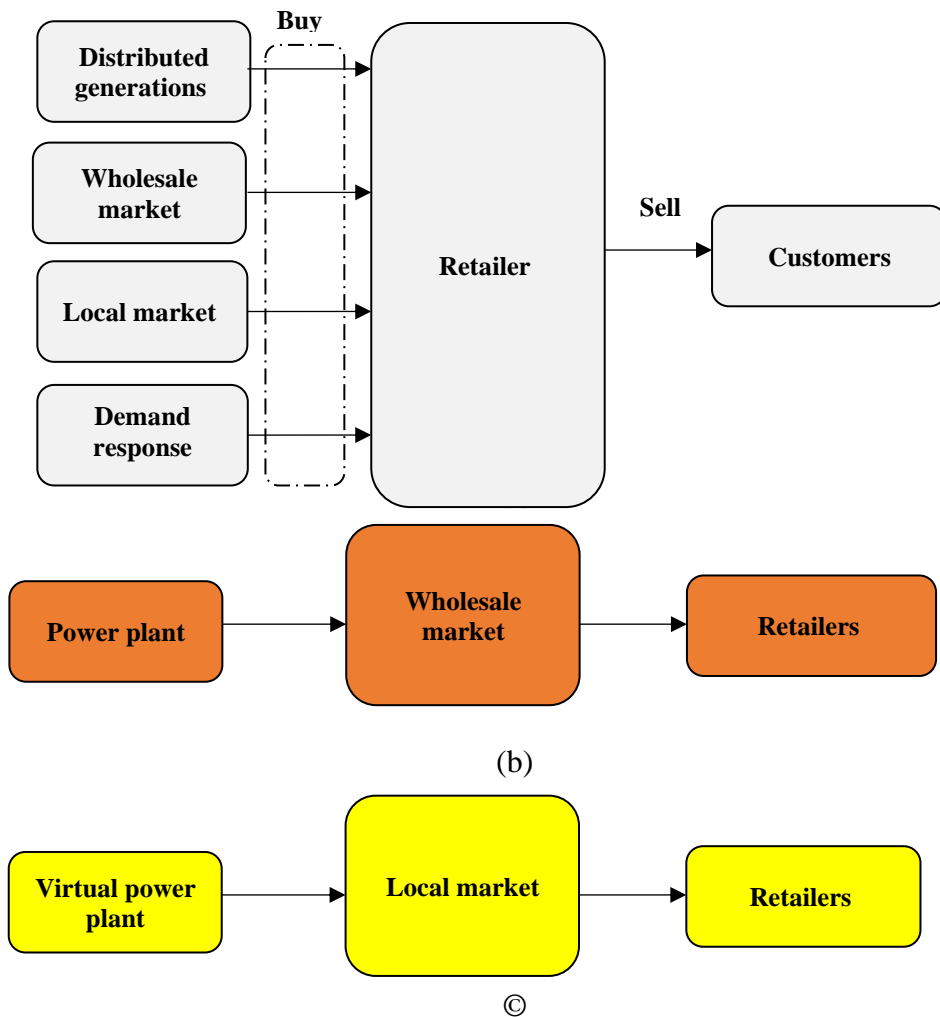 Buy
Distributed
generations
Wholesale
market
Local market
Demand
response
Retailer
Sell
Customers
Power plant
Wholesale
market
Retailers
(b)
Virtual power
plant
Local market
Retailers
©